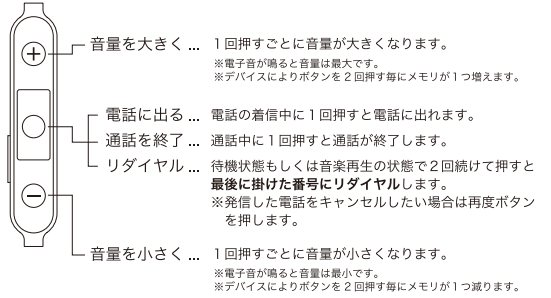 音量を大きく ... 1回押すごとに音量が大きくなります。
※電子音が鳴ると音量は最大です。
※デバイスによりボタンを2回押す毎にメモリが1つ増えます。
電話に出る ... 電話の着信中に1回押すと電話に出れます。
通話を終了 ... 通話中に1回押すと通話が終了します。
リダイヤル ... 待機状態もしくは音楽再生の状態で2回続けて押すと
最後に掛けた番号にリダイヤルします。
※発信した電話をキャンセルしたい場合は再度ボタン
を押します。
音量を小さく ... 1回押すごとに音量が小さくなります。
※電子音が鳴ると音量は最小です。
※デバイスによりボタンを2回押す毎にメモリが1つ減ります。